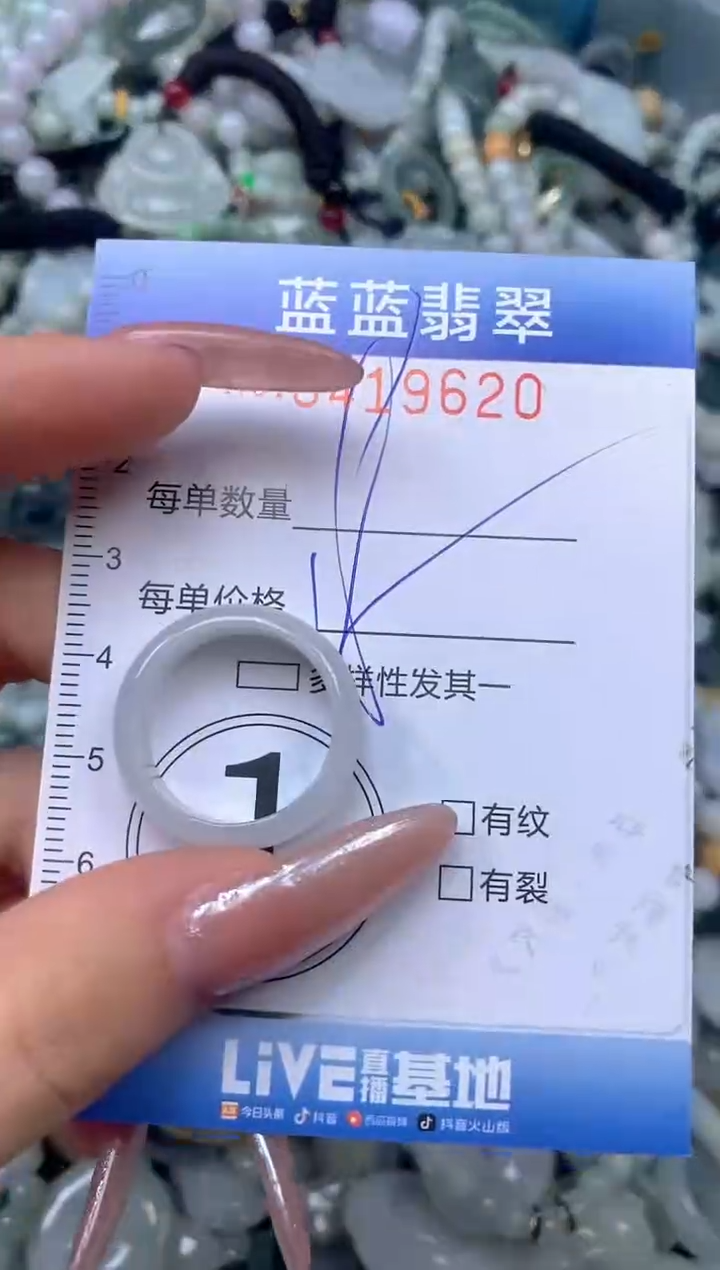 蓝蓝翡翠
19620
每单数量
每单价格
样性发其一
1
有纹
有裂
2
3
4
5
6
LiVE直播基地
今日头条 抖音 西瓜视频 抖音火山版